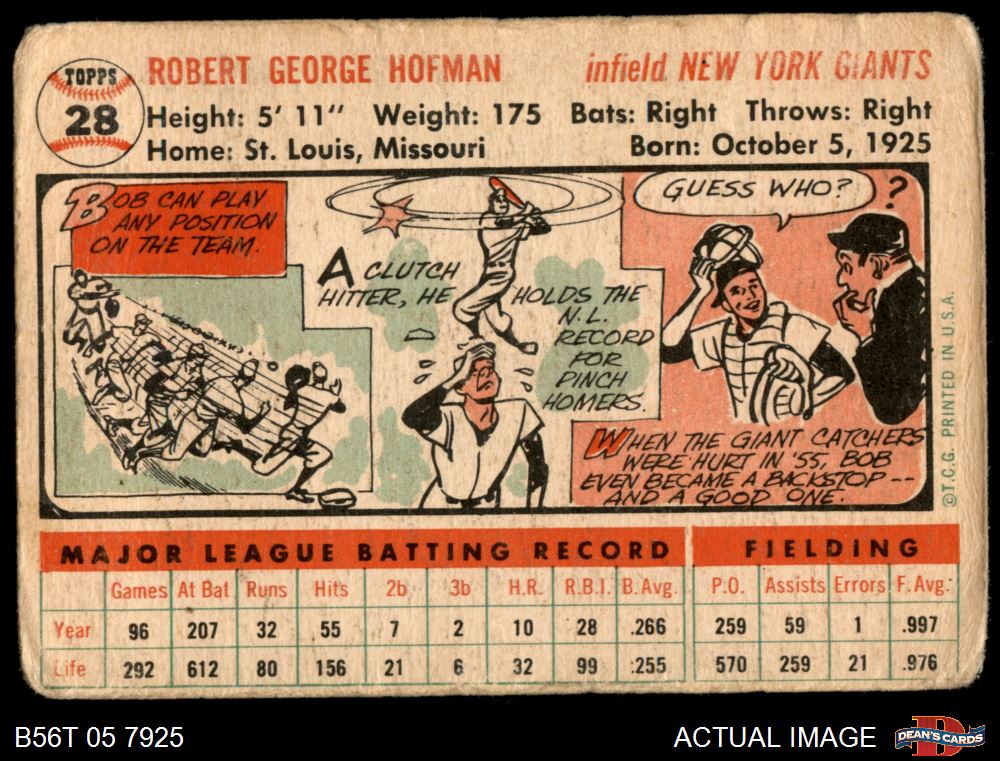 TOPPS
28
ROBERT GEORGE HOFMAN infield NEW YORK GIANTS
Height: 5' 11" Weight: 175 Bats: Right Throws: Right
Home: St. Louis, Missouri Born: October 5, 1925
BOB CAN PLAY
ANY POSITION
ON THE TEAM.
A CLUTCH
HITTER, HE HOLDS THE
N.L.
RECORD
FOR
PINCH
HOMERS.
GUESS WHO?
?
WHEN THE GIANT CATCHERS
WERE HURT IN '55, BOB
EVEN BECAME A BACKSTOP --
AND A GOOD ONE.
©T.C.G. PRINTED IN U.S.A.
MAJOR LEAGUE BATTING RECORD FIELDING
Games At Bat Runs Hits 2b 3b H.R. R.B.I. B. Avg. P.O. Assists Errors F. Avg.
Year 96 207 32 55 7 2 10 28 .266 259 59 1 .997
Life 292 612 80 156 21 6 32 99 .255 570 259 21 .976
B56T 05 7925 ACTUAL IMAGE
DEAN'S CARDS